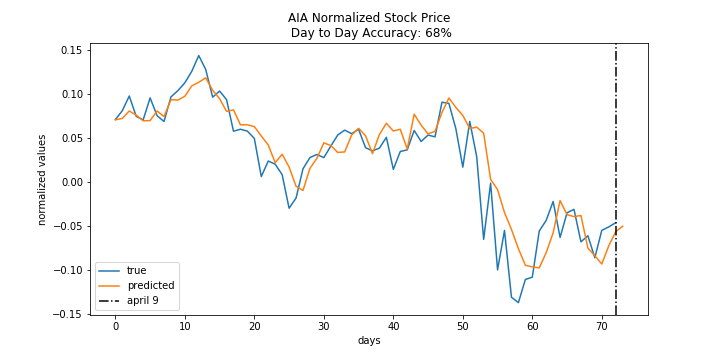 AIA Normalized Stock Price
Day to Day Accuracy: 68%
normalized values
0.15
0.10
0.05
0.00
−0.05
−0.10
−0.15
true
predicted
april 9
0 10 20 30 40 50 60 70
days